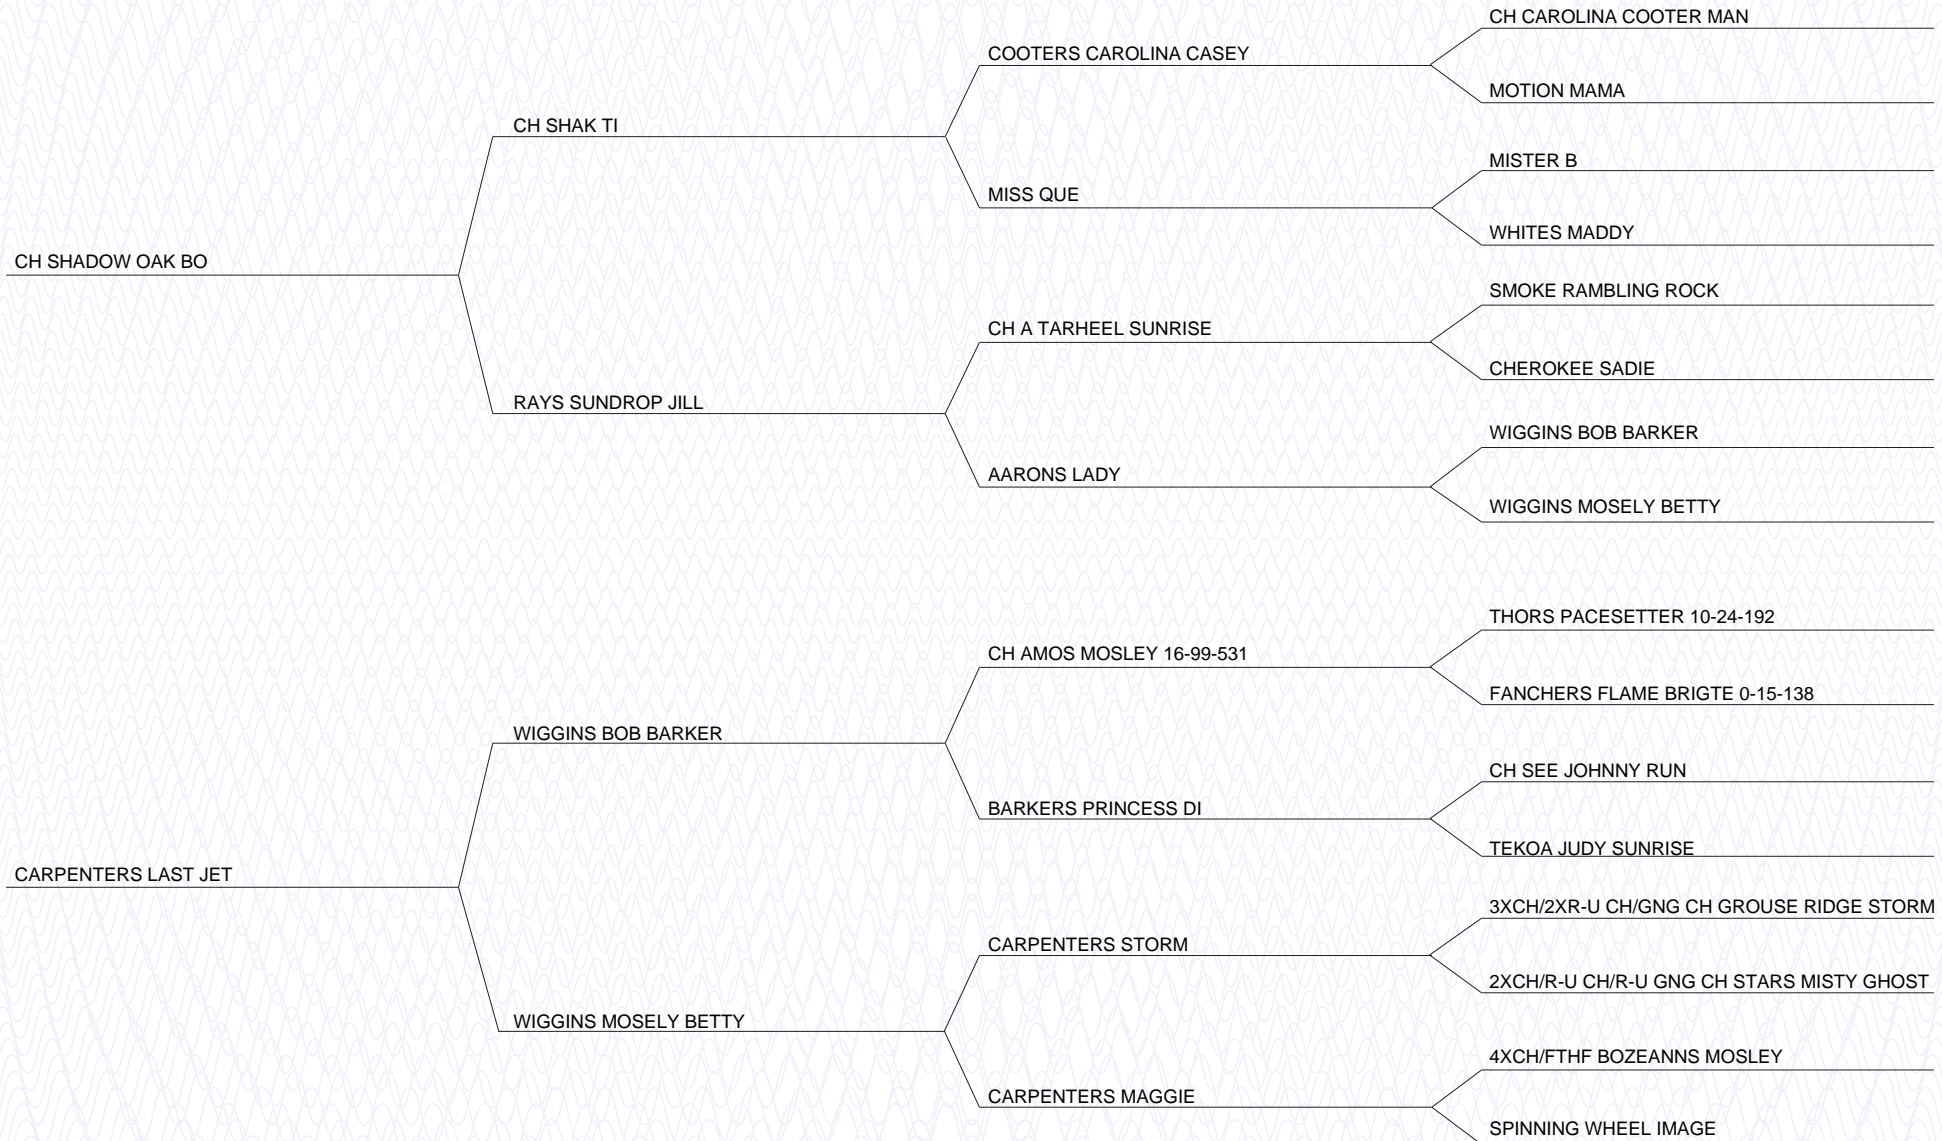 CH CAROLINA COOTER MAN
COOTERS CAROLINA CASEY
MOTION MAMA
CH SHAK TI
MISTER B
MISS QUE
WHITES MADDY
CH SHADOW OAK BO
SMOKE RAMBLING ROCK
CH A TARHEEL SUNRISE
CHEROKEE SADIE
RAYS SUNDROP JILL
WIGGINS BOB BARKER
AARONS LADY
WIGGINS MOSELY BETTY
THORS PACESETTER 10-24-192
CH AMOS MOSLEY 16-99-531
FANCHERS FLAME BRIGTE 0-15-138
WIGGINS BOB BARKER
CH SEE JOHNNY RUN
BARKERS PRINCESS DI
TEKOA JUDY SUNRISE
CARPENTERS LAST JET
3XCH/2XR-U CH/GNG CH GROUSE RIDGE STORM
CARPENTERS STORM
2XCH/R-U CH/R-U GNG CH STARS MISTY GHOST
WIGGINS MOSELY BETTY
4XCH/FTHF BOZEANNS MOSLEY
CARPENTERS MAGGIE
SPINNING WHEEL IMAGE